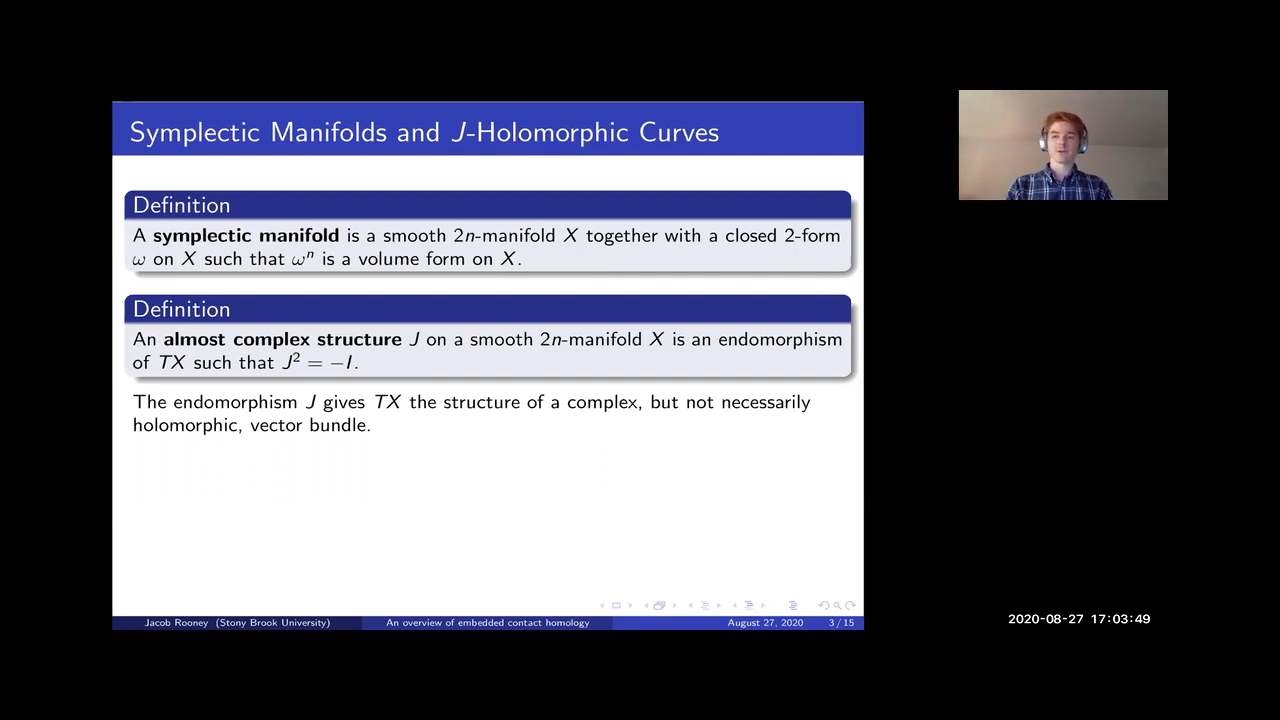 Symplectic Manifolds and J-Holomorphic Curves
Definition
A symplectic manifold is a smooth 2n-manifold X together with a closed 2-form
ω on X such that ωⁿ is a volume form on X.
Definition
An almost complex structure J on a smooth 2n-manifold X is an endomorphism
of TX such that J² = −I.
The endomorphism J gives TX the structure of a complex, but not necessarily
holomorphic, vector bundle.
Jacob Rooney (Stony Brook University) An overview of embedded contact homology August 27, 2020 3 / 15
2020-08-27 17:03:49